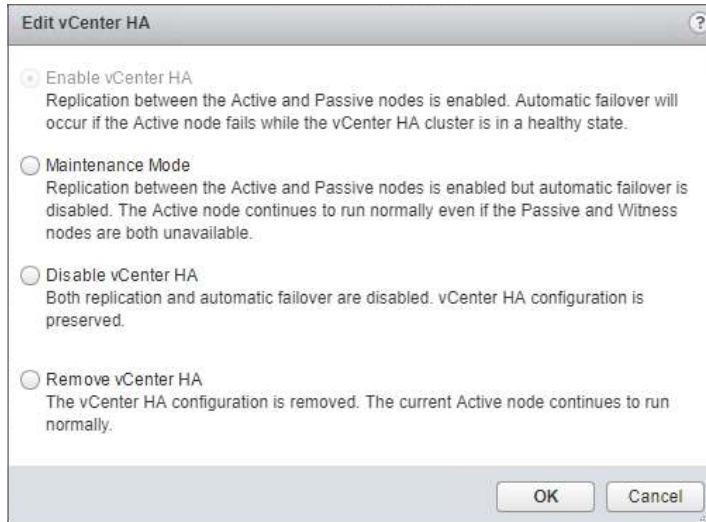 Edit vCenter HA
?
Enable vCenter HA
Replication between the Active and Passive nodes is enabled. Automatic failover will
occur if the Active node fails while the vCenter HA cluster is in a healthy state.
Maintenance Mode
Replication between the Active and Passive nodes is enabled but automatic failover is
disabled. The Active node continues to run normally even if the Passive and Witness
nodes are both unavailable.
Disable vCenter HA
Both replication and automatic failover are disabled. vCenter HA configuration is
preserved.
Remove vCenter HA
The vCenter HA configuration is removed. The current Active node continues to run
normally.
OK Cancel